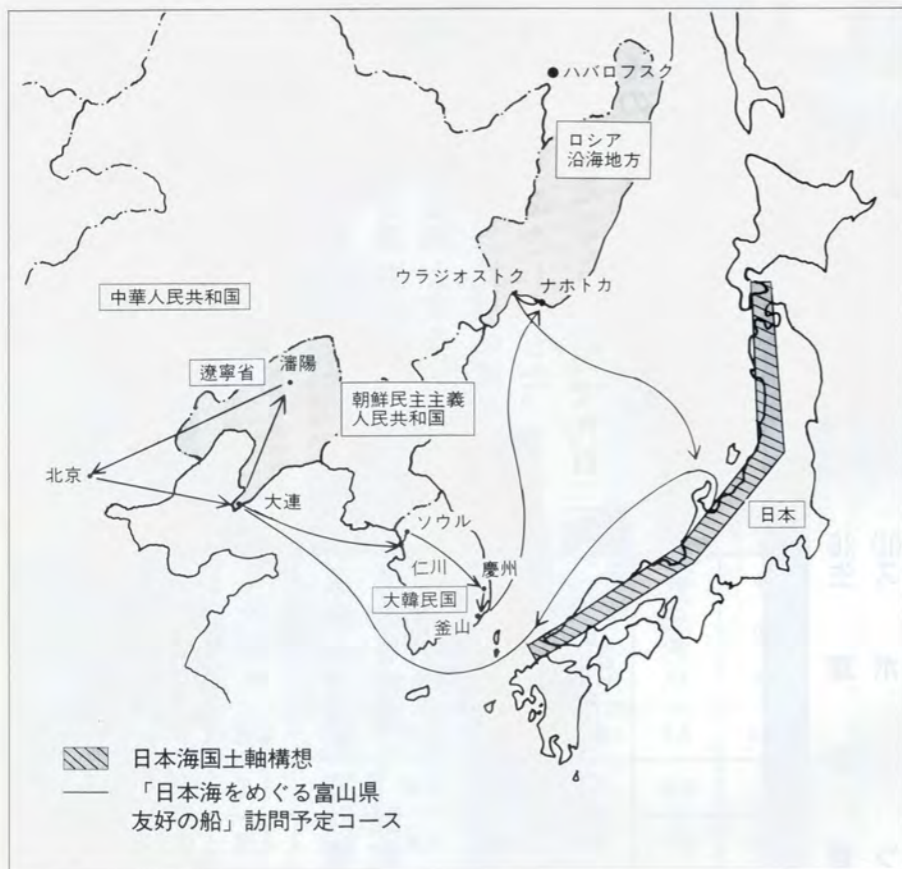 ハバロフスク
ロシア
沿海地方
ウラジオストク
ナホトカ
中華人民共和国
瀋陽
遼寧省
朝鮮民主主義
人民共和国
北京
大連
ソウル
日本
仁川
慶州
大韓民国
釜山
日本海国土軸構想
「日本海をめぐる富山県
友好の船」訪問予定コース